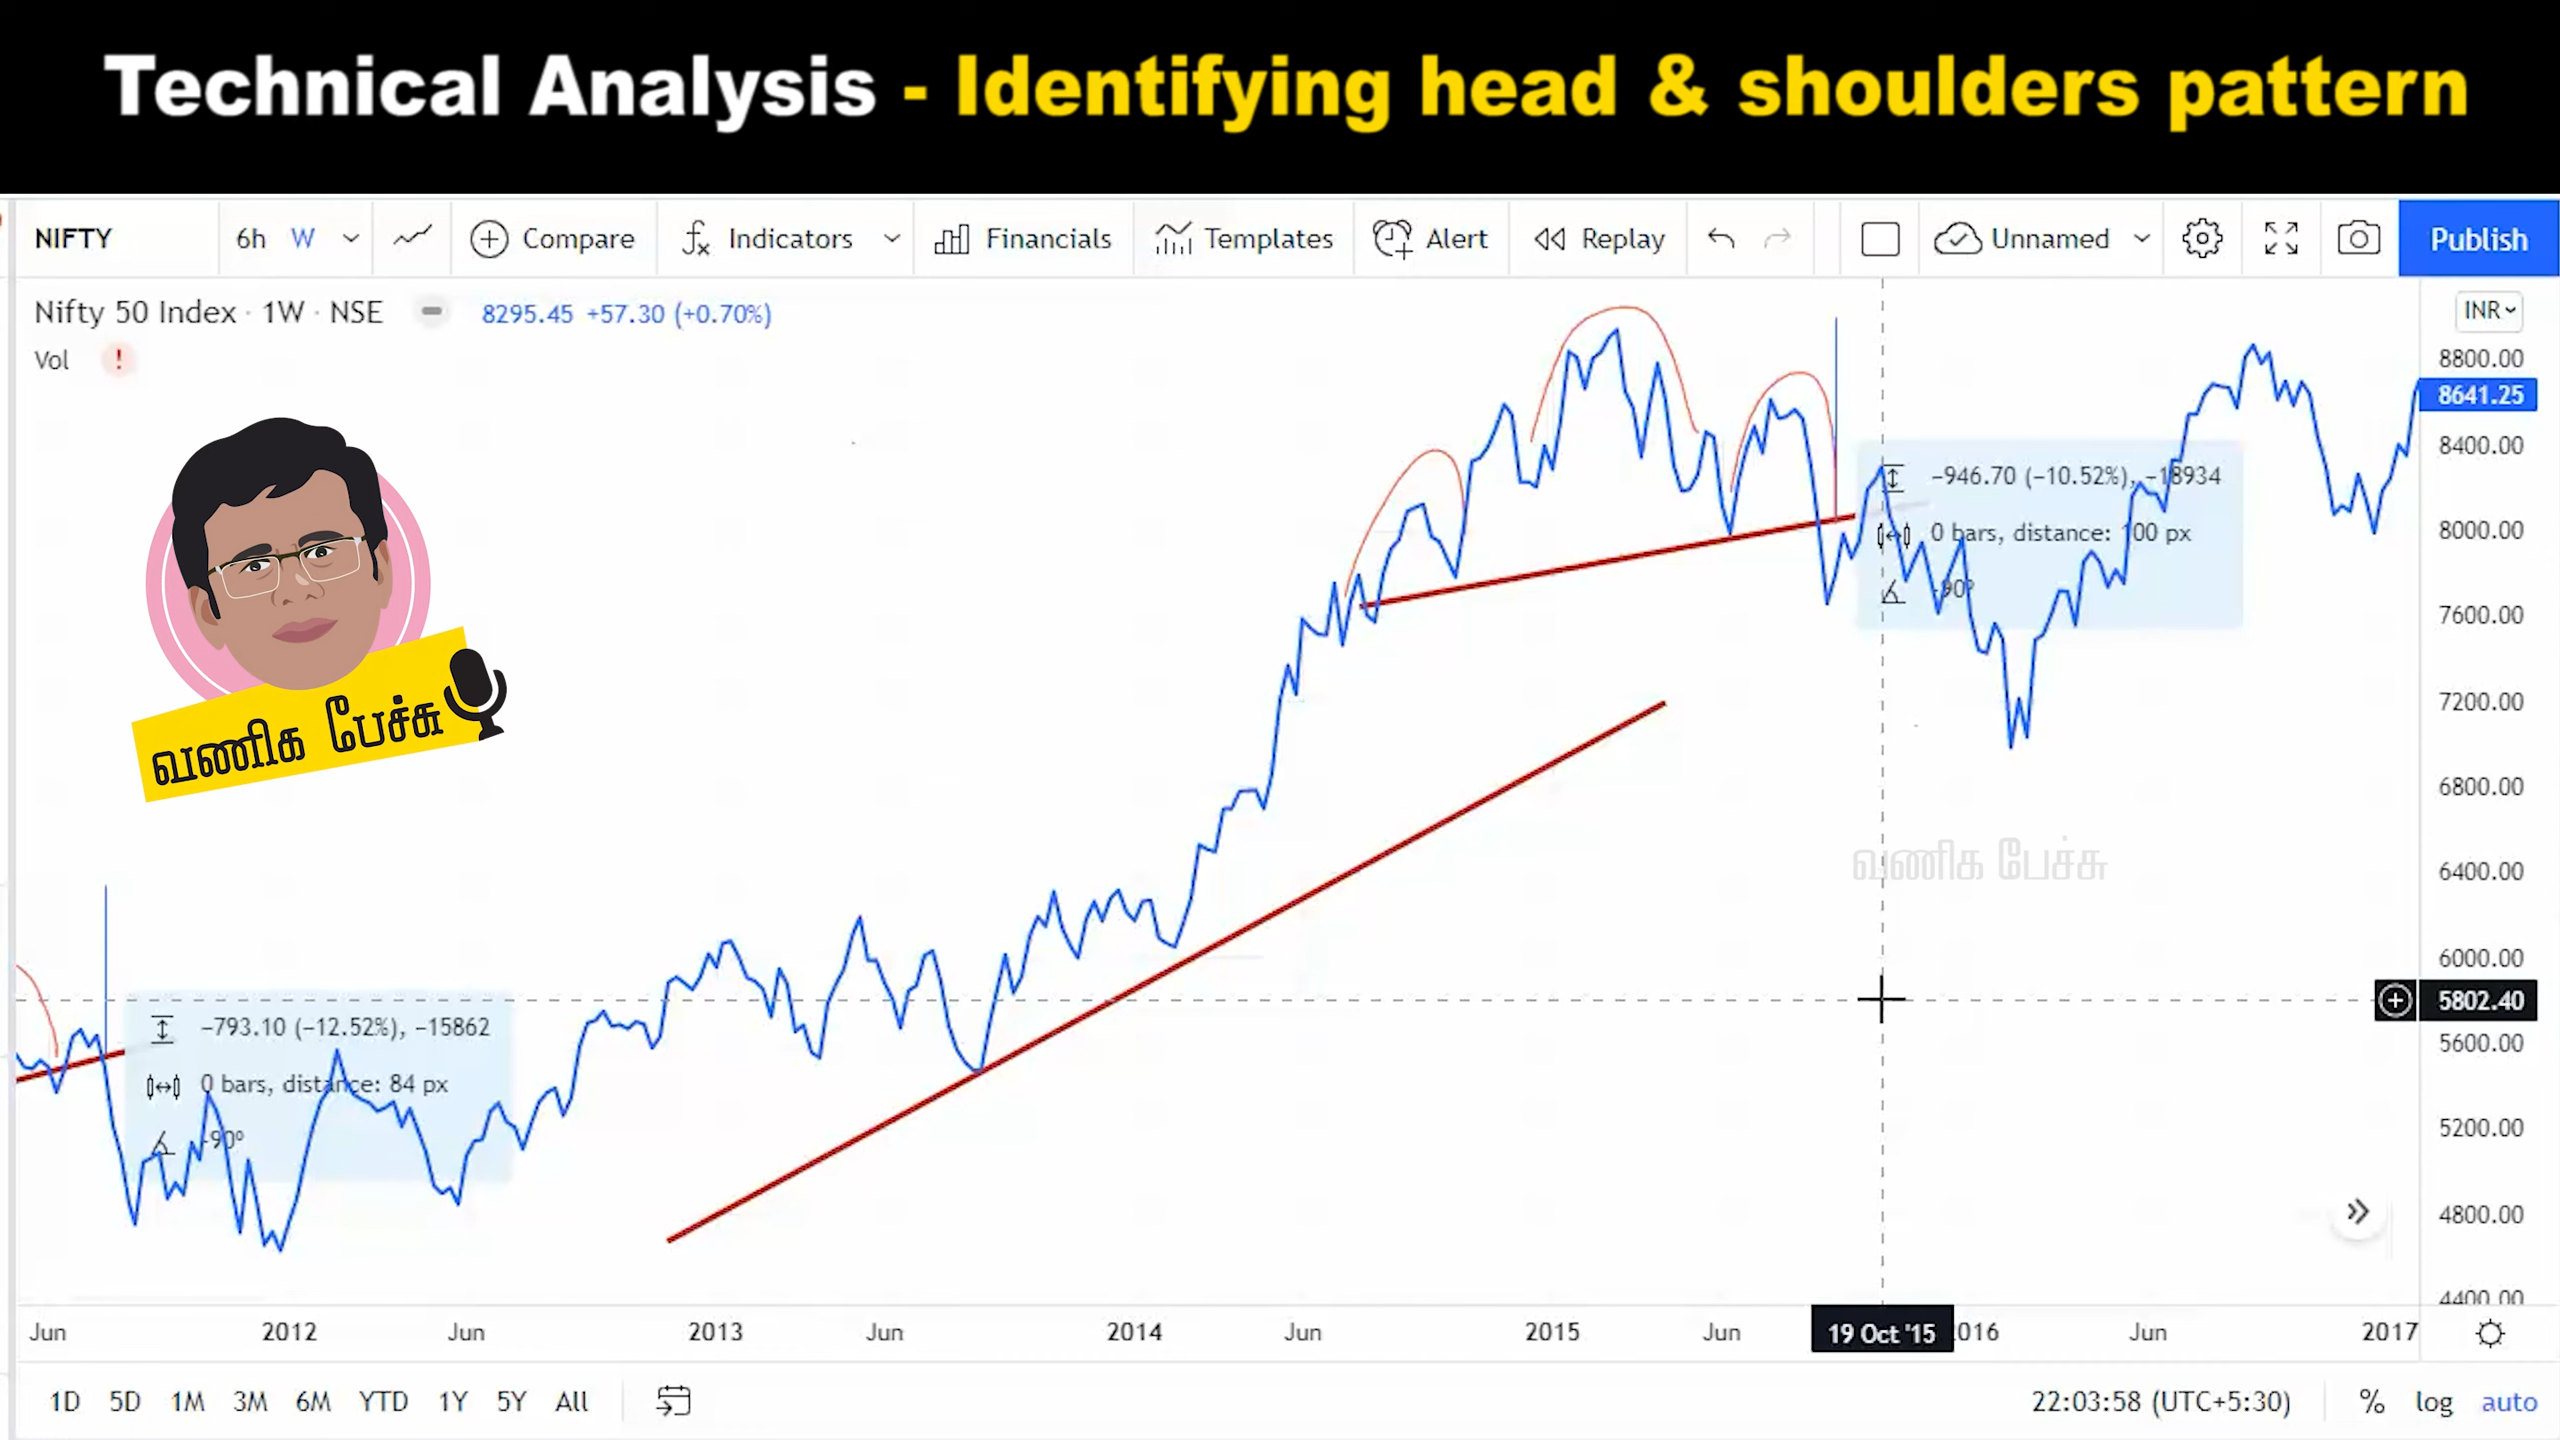 Technical Analysis - Identifying head & shoulders pattern
NIFTY 6h W Compare Indicators Financials Templates Alert Replay Unnamed Publish
Nifty 50 Index · 1W · NSE 8295.45 +57.30 (+0.70%) INR
Vol !
8800.00
8641.25
8400.00
−946.70 (−10.52%), −18934
8000.00
0 bars, distance: 100 px
-90º
7600.00
வணிக பேச்சு
7200.00
6800.00
வணிக பேச்சு
6400.00
6000.00
5802.40
−793.10 (−12.52%), −15862
5600.00
0 bars, distance: 84 px
-90º
5200.00
4800.00
4400.00
Jun 2012 Jun 2013 Jun 2014 Jun 2015 Jun 19 Oct '15 2016 Jun 2017
1D 5D 1M 3M 6M YTD 1Y 5Y All 22:03:58 (UTC+5:30) % log auto